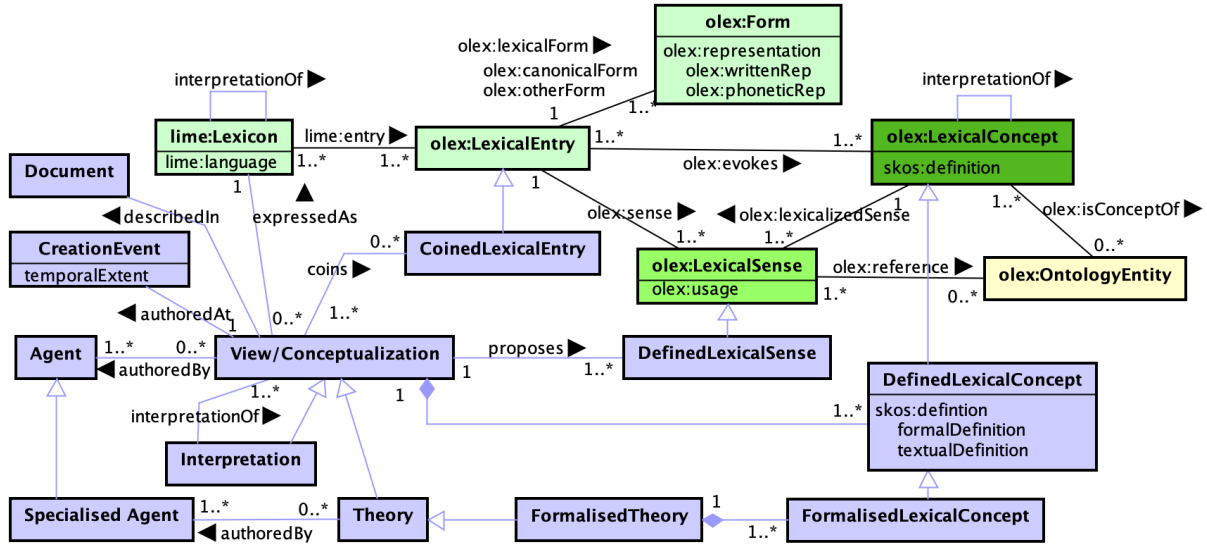 olex:Form
olex:representation
olex:writtenRep
olex:phoneticRep
olex:lexicalForm
olex:canonicalForm
olex:otherForm
1
1..*
interpretationOf
interpretationOf
lime:Lexicon
lime:language
lime:entry
1..*
1..*
olex:LexicalEntry
1..*
1..*
olex:evokes
olex:LexicalConcept
skos:definition
Document
describedIn
1
expressedAs
1
olex:sense
1..*
olex:lexicalizedSense
1
1..*
1..*
olex:isConceptOf
0..*
CreationEvent
temporalExtent
0..*
coins
1..*
CoinedLexicalEntry
olex:LexicalSense
olex:usage
olex:reference
1.*
0..*
olex:OntologyEntity
authoredAt
1
0..*
Agent
1..*
0..*
authoredBy
View/Conceptualization
proposes
1
1..*
DefinedLexicalSense
1..*
interpretationOf
1
1..*
DefinedLexicalConcept
skos:defintion
formalDefinition
textualDefinition
Interpretation
Specialised Agent
1..*
0..*
authoredBy
Theory
FormalisedTheory
1
1..*
FormalisedLexicalConcept